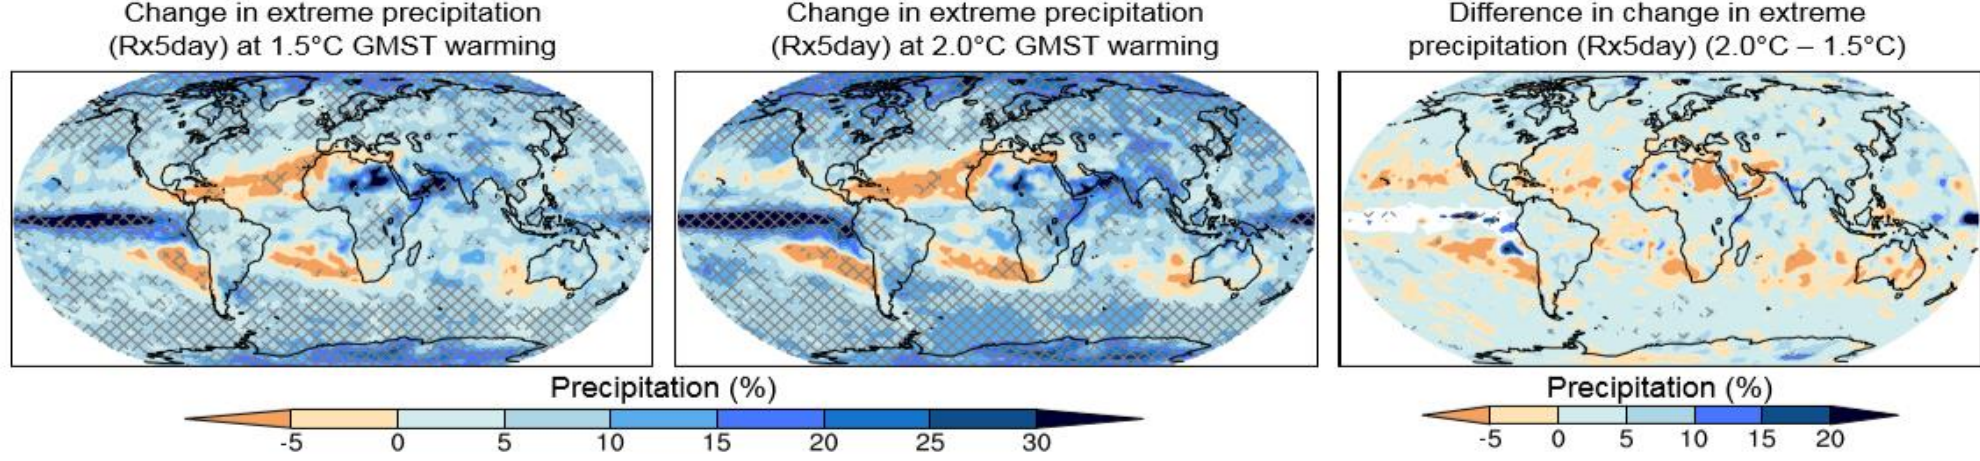 Change in extreme precipitation
(Rx5day) at 1.5°C GMST warming
Change in extreme precipitation
(Rx5day) at 2.0°C GMST warming
Difference in change in extreme
precipitation (Rx5day) (2.0°C – 1.5°C)
Precipitation (%)
-5 0 5 10 15 20 25 30
Precipitation (%)
-5 0 5 10 15 20